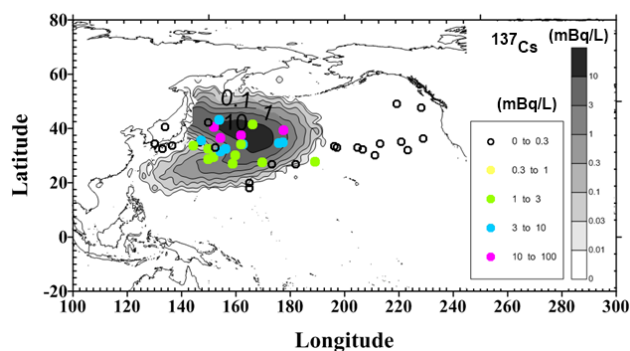 80
60
40
20
0
-20
Latitude
100 120 140 160 180 200 220 240 260 280 300
Longitude
0.1
1
10
137Cs
(mBq/L)
(mBq/L)
0 to 0.3
0.3 to 1
1 to 3
3 to 10
10 to 100
10
3
1
0.3
0.1
0.03
0.01
0